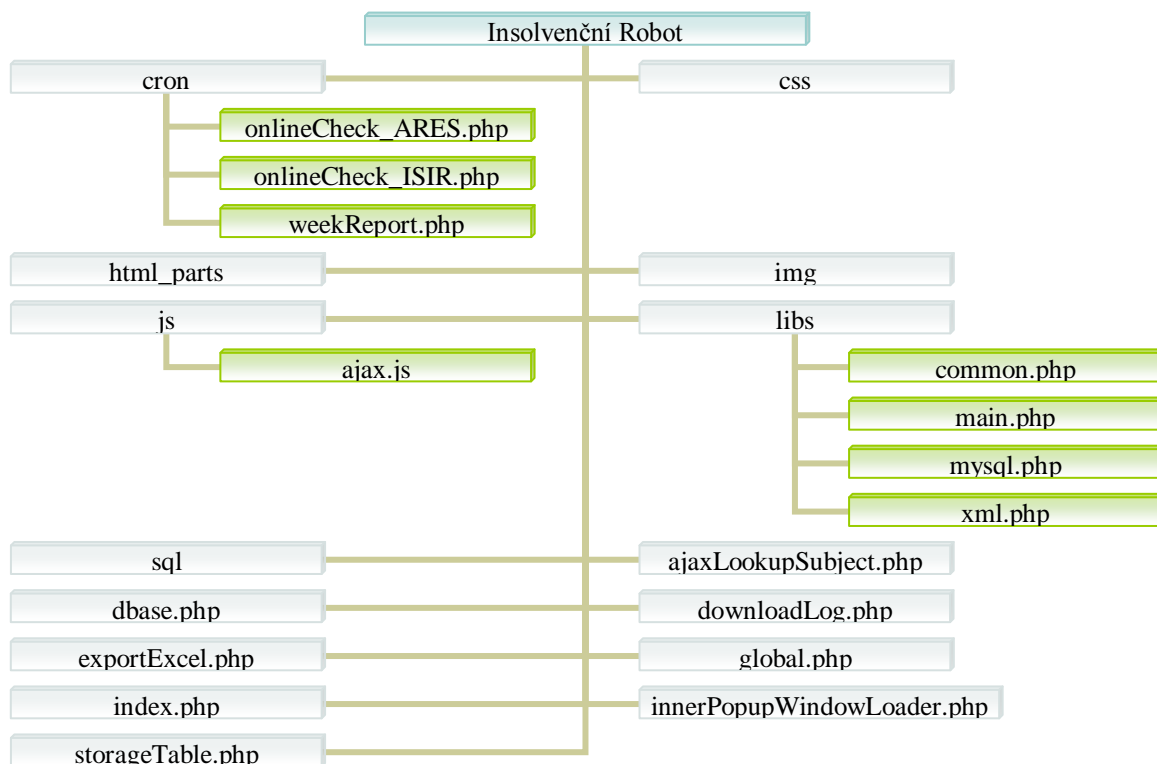 Insolvenční Robot
cron
css
onlineCheck_ARES.php
onlineCheck_ISIR.php
weekReport.php
html_parts
img
js
libs
ajax.js
common.php
main.php
mysql.php
xml.php
sql
ajaxLookupSubject.php
dbase.php
downloadLog.php
exportExcel.php
global.php
index.php
innerPopupWindowLoader.php
storageTable.php